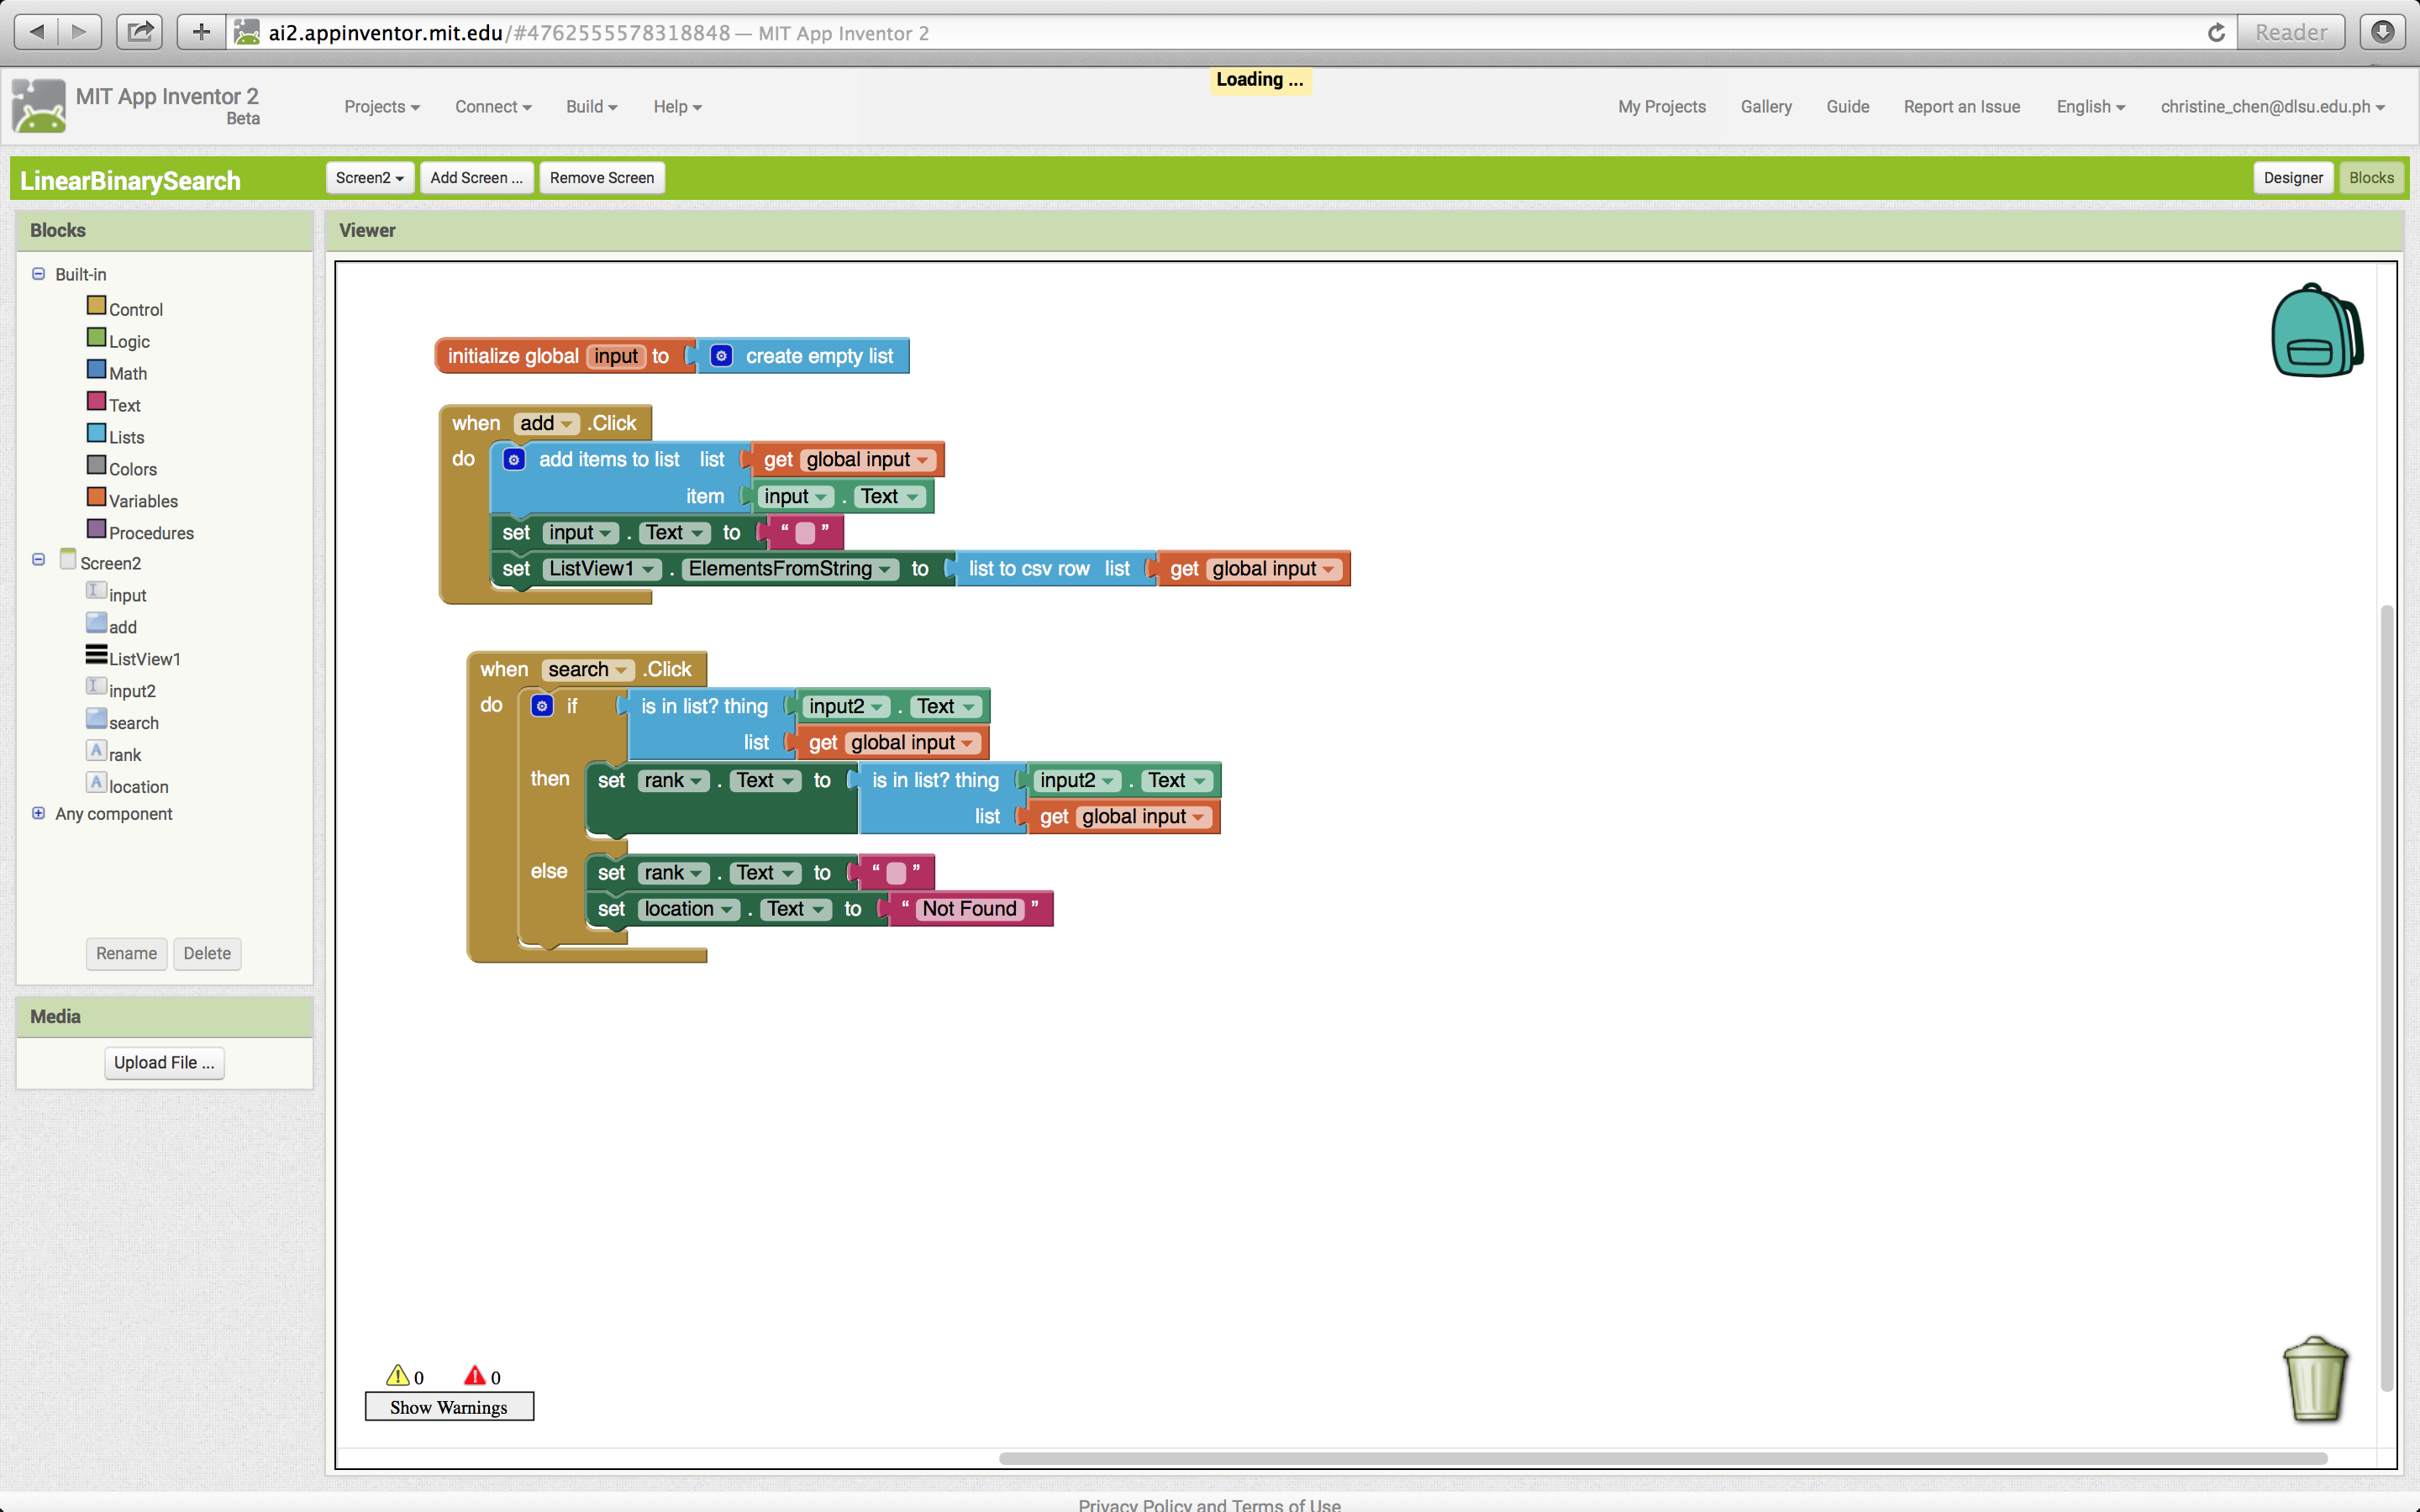 ai2.appinventor.mit.edu/#4762555578318848 — MIT App Inventor 2
Reader
Loading ...
MIT App Inventor 2
Beta
Projects
Connect
Build
Help
My Projects
Gallery
Guide
Report an Issue
English
christine_chen@dlsu.edu.ph
LinearBinarySearch
Screen2
Add Screen ...
Remove Screen
Designer
Blocks
Blocks
Built-in
Control
Logic
Math
Text
Lists
Colors
Variables
Procedures
Screen2
input
add
ListView1
input2
search
rank
location
Any component
Rename
Delete
Media
Upload File ...
Viewer
initialize global input to create empty list
when add .Click
do add items to list list get global input
item input . Text
set input . Text to “ ”
set ListView1 . ElementsFromString to list to csv row list get global input
when search .Click
do if is in list? thing input2 . Text
list get global input
then set rank . Text to is in list? thing input2 . Text
list get global input
else set rank . Text to “ ”
set location . Text to “ Not Found ”
0
0
Show Warnings
Privacy Policy and Terms of Use